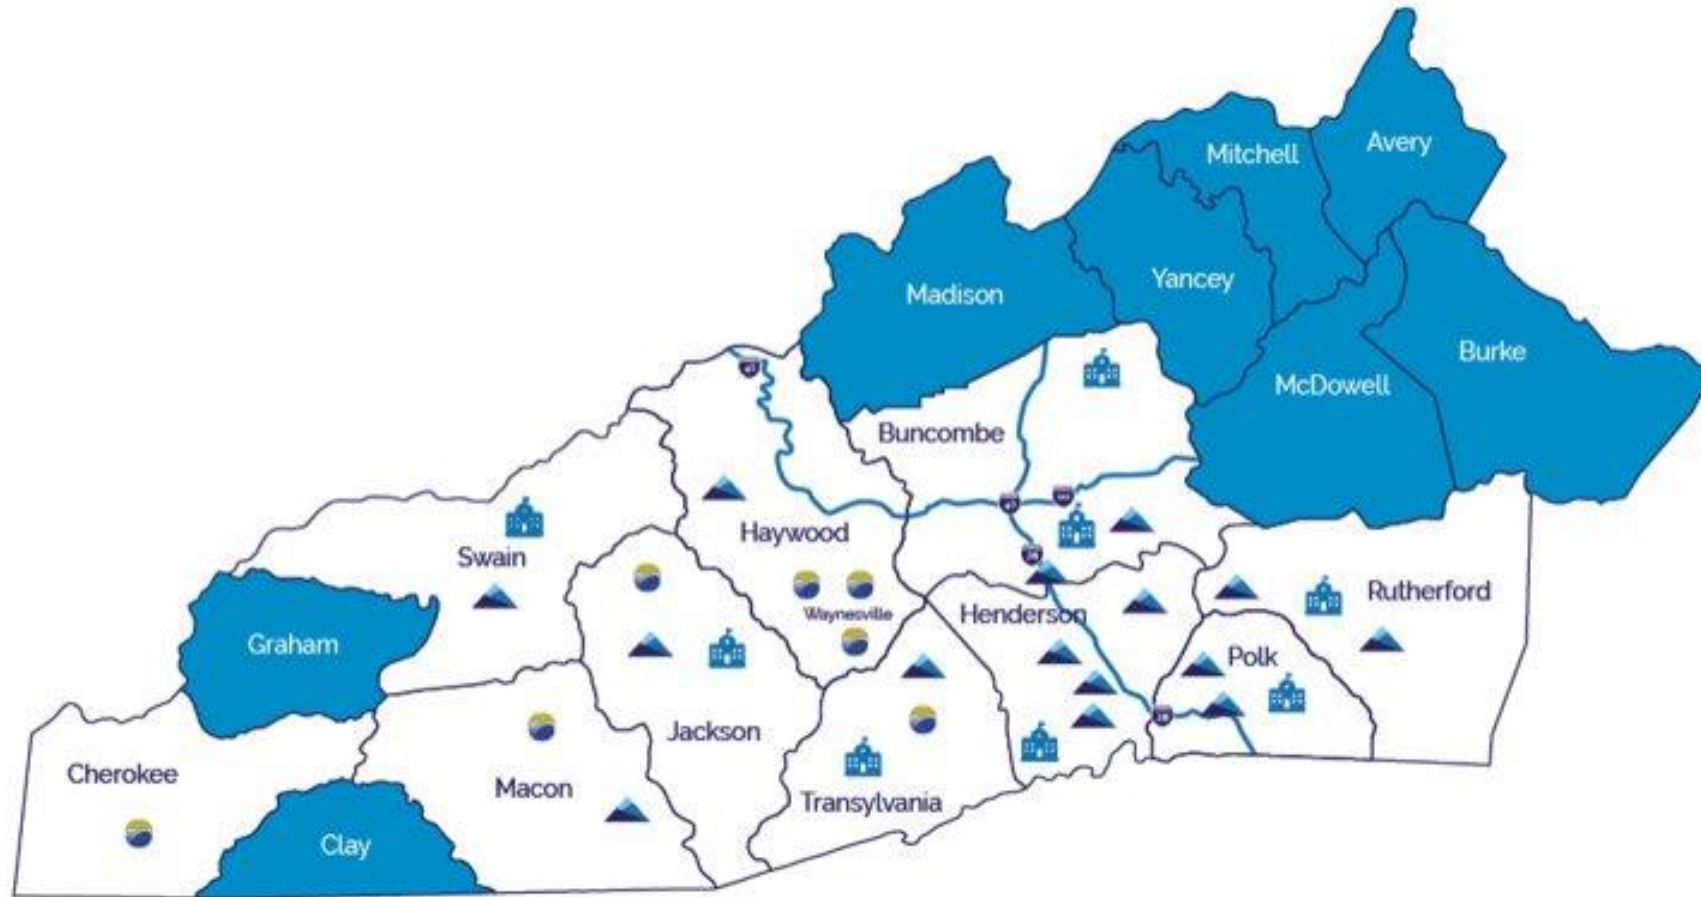 Avery
Mitchell
Yancey
Madison
Burke
McDowell
Buncombe
Haywood
Swain
Waynesville
Rutherford
Henderson
Graham
Polk
Jackson
Cherokee
Macon
Transylvania
Clay